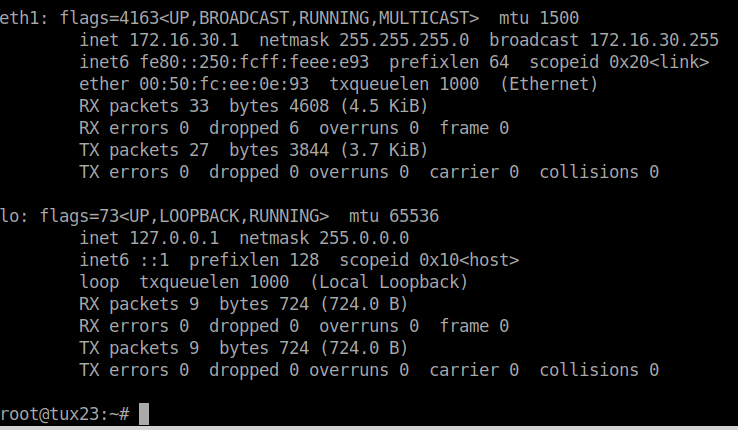 eth1: flags=4163<UP,BROADCAST,RUNNING,MULTICAST>  mtu 1500
        inet 172.16.30.1  netmask 255.255.255.0  broadcast 172.16.30.255
        inet6 fe80::250:fcff:feee:e93  prefixlen 64  scopeid 0x20<link>
        ether 00:50:fc:ee:0e:93  txqueuelen 1000  (Ethernet)
        RX packets 33  bytes 4608 (4.5 KiB)
        RX errors 0  dropped 6  overruns 0  frame 0
        TX packets 27  bytes 3844 (3.7 KiB)
        TX errors 0  dropped 0 overruns 0  carrier 0  collisions 0

lo: flags=73<UP,LOOPBACK,RUNNING>  mtu 65536
        inet 127.0.0.1  netmask 255.0.0.0
        inet6 ::1  prefixlen 128  scopeid 0x10<host>
        loop  txqueuelen 1000  (Local Loopback)
        RX packets 9  bytes 724 (724.0 B)
        RX errors 0  dropped 0  overruns 0  frame 0
        TX packets 9  bytes 724 (724.0 B)
        TX errors 0  dropped 0 overruns 0  carrier 0  collisions 0

root@tux23:~#